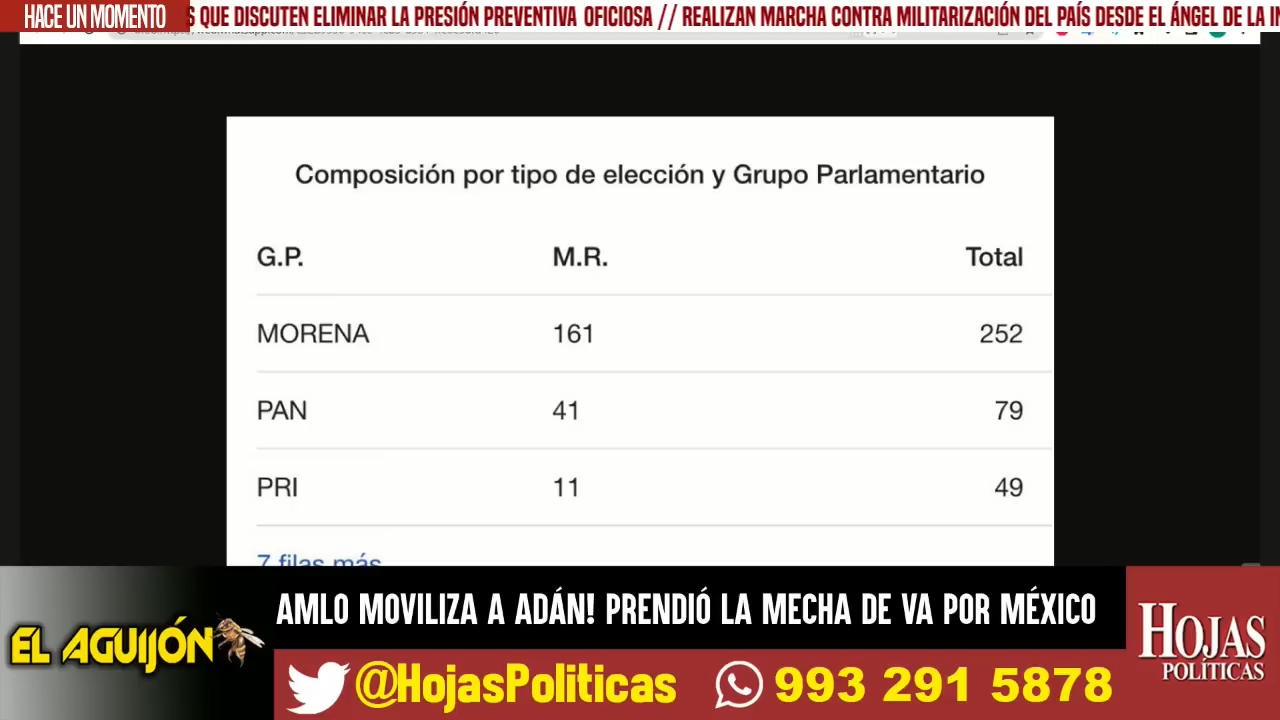 HACE UN MOMENTO
S QUE DISCUTEN ELIMINAR LA PRESIÓN PREVENTIVA OFICIOSA // REALIZAN MARCHA CONTRA MILITARIZACIÓN DEL PAÍS DESDE EL ÁNGEL DE LA I
Composición por tipo de elección y Grupo Parlamentario
G.P. M.R. Total
MORENA 161 252
PAN 41 79
PRI 11 49
7 filas más
AMLO MOVILIZA A ADÁN! PRENDIÓ LA MECHA DE VA POR MÉXICO
EL AGUIJÓN
HOJAS
POLÍTICAS
@HojasPoliticas 993 291 5878